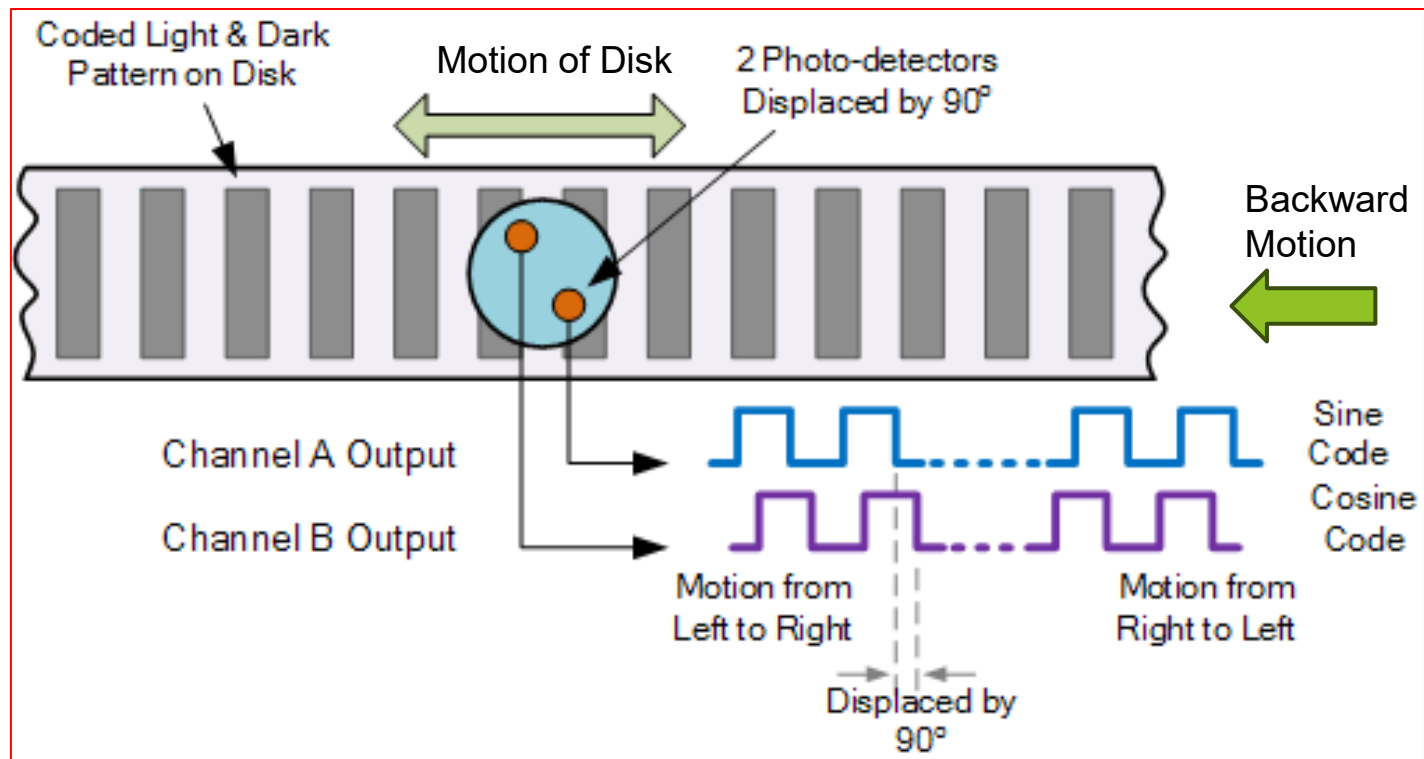 Coded Light & Dark
Pattern on Disk
Motion of Disk
2 Photo-detectors
Displaced by 90°
Backward
Motion
Channel A Output
Sine
Code
Channel B Output
Cosine
Code
Motion from
Left to Right
Motion from
Right to Left
Displaced by
90°